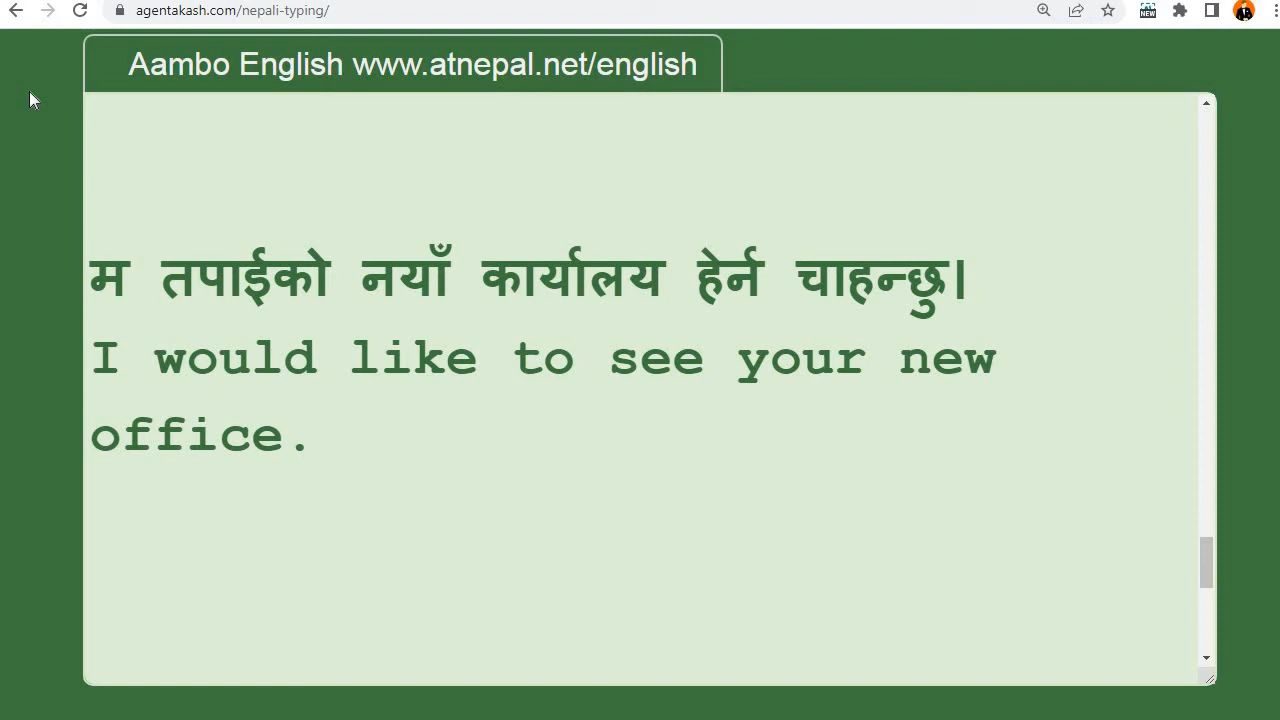 agentakash.com/nepali-typing/
NEW
Aambo English www.atnepal.net/english
म तपाईको नयाँ कार्यालय हेर्न चाहन्छु।
I would like to see your new
office.